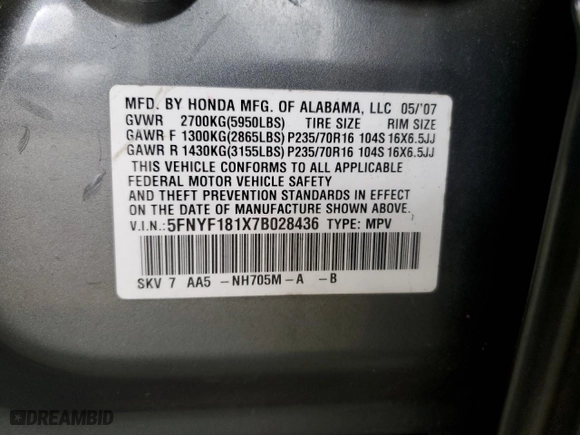 MFD. BY HONDA MFG. OF ALABAMA, LLC 05/'07
GVWR 2700KG(5950LBS) TIRE SIZE RIM SIZE
GAWR F 1300KG(2865LBS) P235/70R16 104S 16X6.5JJ
GAWR R 1430KG(3155LBS) P235/70R16 104S 16X6.5JJ
THIS VEHICLE CONFORMS TO ALL APPLICABLE
FEDERAL MOTOR VEHICLE SAFETY
AND THEFT PREVENTION STANDARDS IN EFFECT
ON THE DATE OF MANUFACTURE SHOWN ABOVE.
V.I.N.: 5FNYF181X7B028436 TYPE: MPV
SKV 7 AA5 -NH705M-A -B
DREAMBID